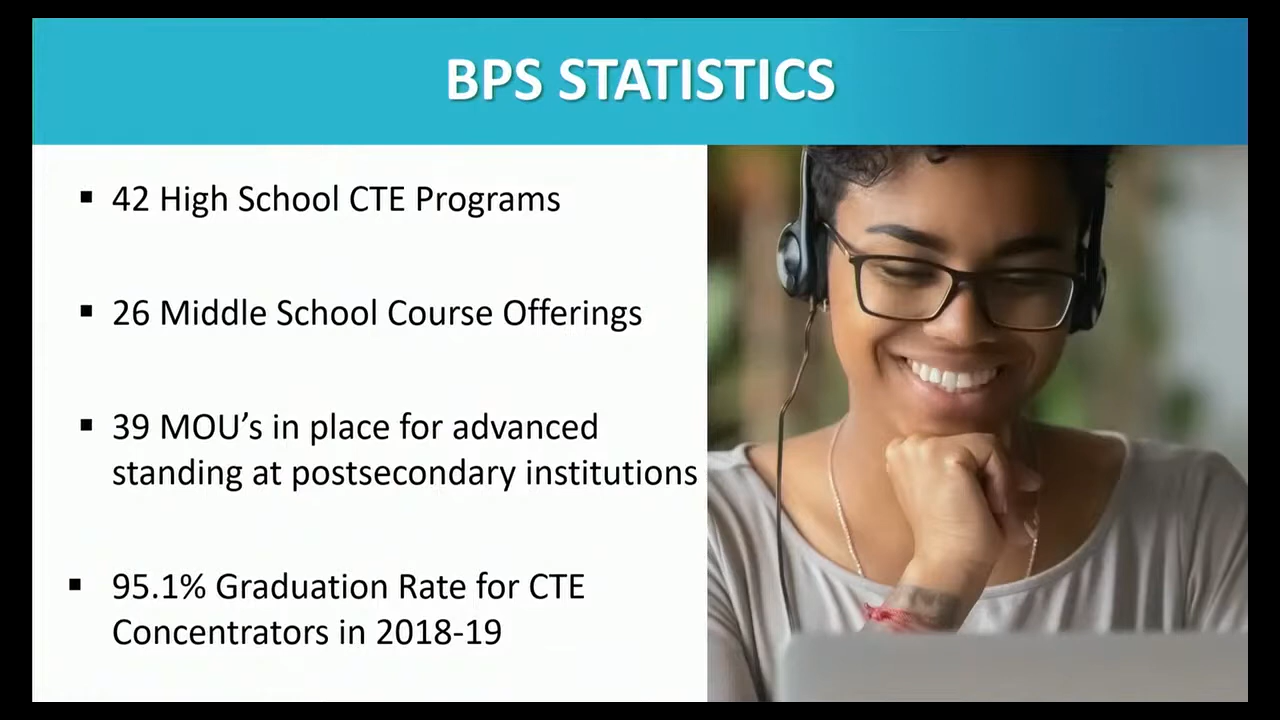 BPS STATISTICS
▪ 42 High School CTE Programs
▪ 26 Middle School Course Offerings
▪ 39 MOU’s in place for advanced
standing at postsecondary institutions
▪ 95.1% Graduation Rate for CTE
Concentrators in 2018-19